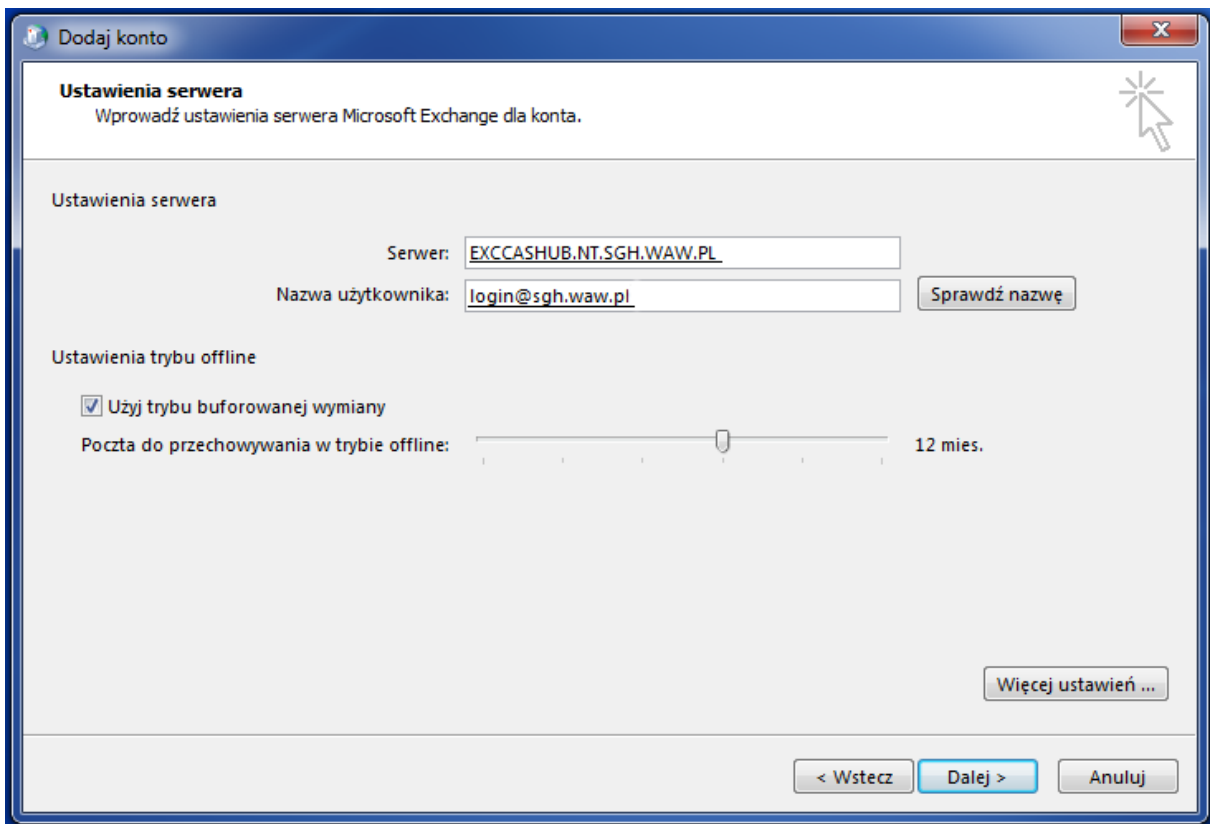 Dodaj konto
Ustawienia serwera
Wprowadź ustawienia serwera Microsoft Exchange dla konta.
Ustawienia serwera
Serwer: EXCCASHUB.NT.SGH.WAW.PL
Nazwa użytkownika: login@sgh.waw.pl Sprawdź nazwę
Ustawienia trybu offline
Użyj trybu buforowanej wymiany
Poczta do przechowywania w trybie offline: 12 mies.
Więcej ustawień ...
< Wstecz Dalej > Anuluj